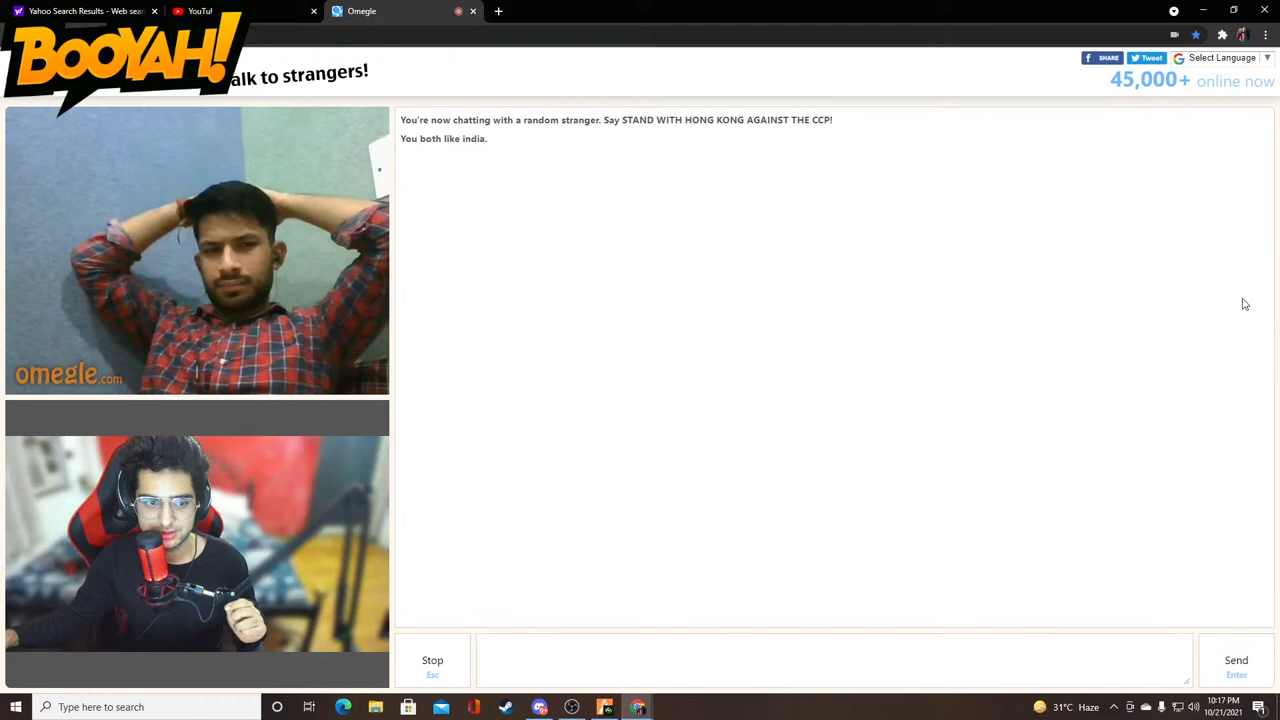 Yahoo Search Results - Web sear
YouTu
Omegle
BOOYAH!
alk to strangers!
SHARE
Tweet
Select Language
45,000+ online now
You're now chatting with a random stranger. Say STAND WITH HONG KONG AGAINST THE CCP!
You both like india.
omegle.com
Stop
Esc
Send
Enter
Type here to search
31°C Haze
10:17 PM
10/21/2021